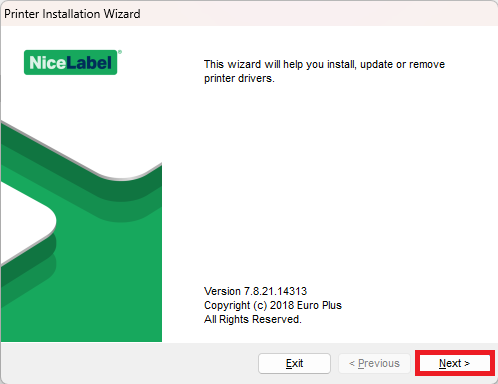 Printer Installation Wizard
NiceLabel®
This wizard will help you install, update or remove
printer drivers.
Version 7.8.21.14313
Copyright (c) 2018 Euro Plus
All Rights Reserved.
Exit
< Previous
Next >